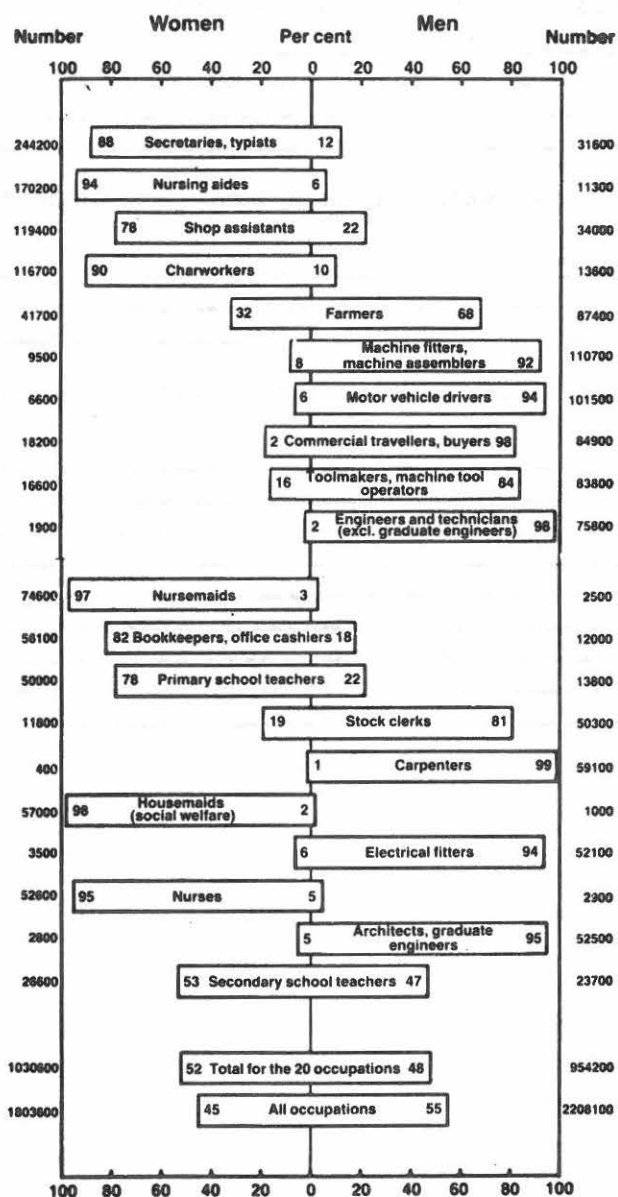 Women Men
Number Per cent Number
100 80 60 40 20 0 20 40 60 80 100
244200 88 Secretaries, typists 12 31600
170200 94 Nursing aides 6 11300
119400 78 Shop assistants 22 34000
116700 90 Charworkers 10 13600
41700 32 Farmers 68 87400
Machine fitters,
9500 8 machine assemblers 92 110700
6600 6 Motor vehicle drivers 94 101500
18200 2 Commercial travellers, buyers 98 84900
16600 16 Toolmakers, machine tool 84 83800
operators
1900 2 Engineers and technicians 98 75800
(excl. graduate engineers)
74600 97 Nursemaids 3 2500
56100 82 Bookkeepers, office cashiers 18 12000
50000 78 Primary school teachers 22 13800
11800 19 Stock clerks 81 50300
400 1 Carpenters 99 59100
Housemaids
57000 98 (social welfare) 2 1000
3500 6 Electrical fitters 94 52100
52600 95 Nurses 5 2900
Architects, graduate
2800 5 engineers 95 52500
26600 53 Secondary school teachers 47 23700
1030600 52 Total for the 20 occupations 48 954200
1803600 45 All occupations 55 2208100
100 80 60 40 20 0 20 40 60 80 100